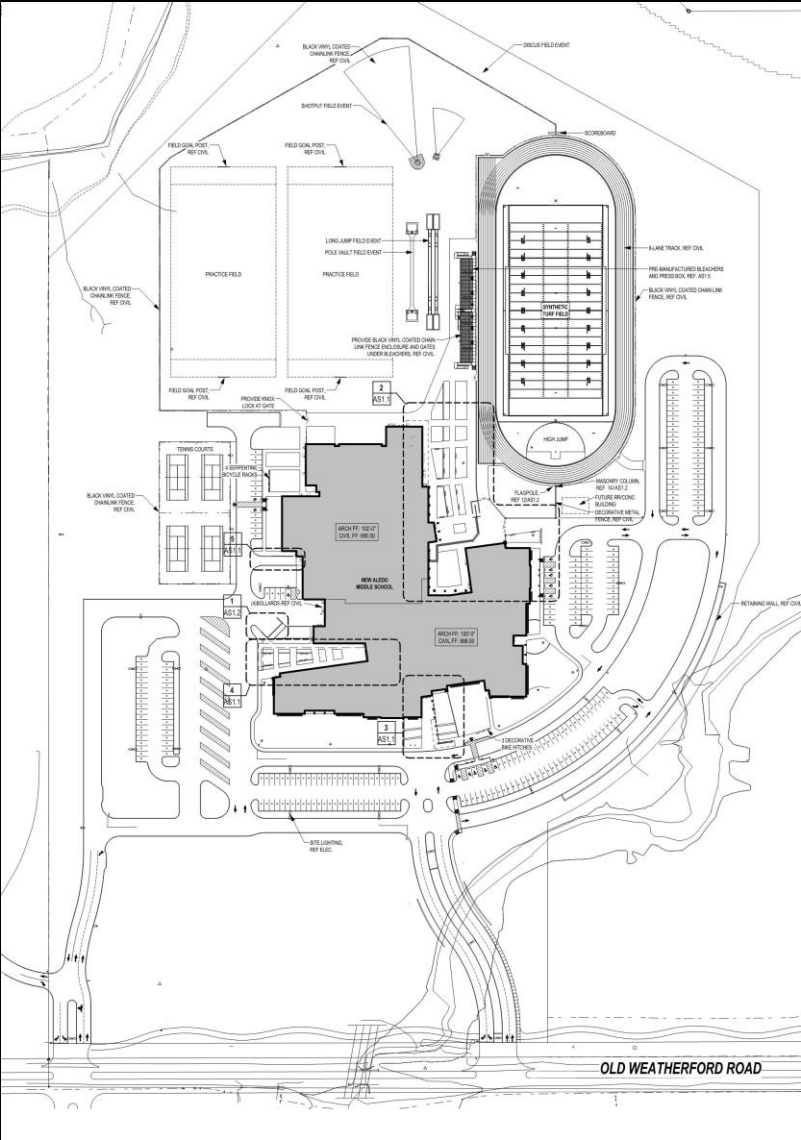 BLACK VINYL COATED
CHAINLINK FENCE,
REF CIVIL
DISCUS FIELD EVENT
SHOTPUT FIELD EVENT
SCOREBOARD
FIELD GOAL POST,
REF CIVIL
FIELD GOAL POST,
REF CIVIL
LONG JUMP FIELD EVENT
POLE VAULT FIELD EVENT
8-LANE TRACK, REF CIVIL
PRACTICE FIELD
PRACTICE FIELD
PRE-MANUFACTURED BLEACHERS
AND PRESS BOX, REF. AS1.5
BLACK VINYL COATED
CHAINLINK FENCE,
REF CIVIL
BLACK VINYL COATED CHAIN LINK
FENCE, REF CIVIL
SYNTHETIC
TURF FIELD
PROVIDE BLACK VINYL COATED CHAIN
LINK FENCE ENCLOSURE AND GATES
UNDER BLEACHERS, REF CIVIL.
FIELD GOAL POST,
REF CIVIL
FIELD GOAL POST,
REF CIVIL
2
AS1.1
PROVIDE KNOX
LOCK AT GATE
HIGH JUMP
TENNIS COURTS
4 SERPENTINE
BICYCLE RACKS
MASONRY COLUMN,
REF. 14/AS1.2
FLAGPOLE,
REF 12/AS1.2
FUTURE RR/CONC.
BUILDING
DECORATIVE METAL
FENCE, REF CIVIL
BLACK VINYL COATED
CHAINLINK FENCE,
REF CIVIL
ARCH FF: 102'-0"
CIVIL FF: 890.00
5
AS1.1
NEW ALEDO
MIDDLE SCHOOL
1
AS1.2
(4)BOLLARDS REF CIVIL
RETAINING WALL, REF CIVIL
ARCH FF: 100'-0"
CIVIL FF: 888.00
4
AS1.1
3
AS1.1
3 DECORATIVE
BIKE HITCHES
SITE LIGHTING,
REF ELEC.
OLD WEATHERFORD ROAD